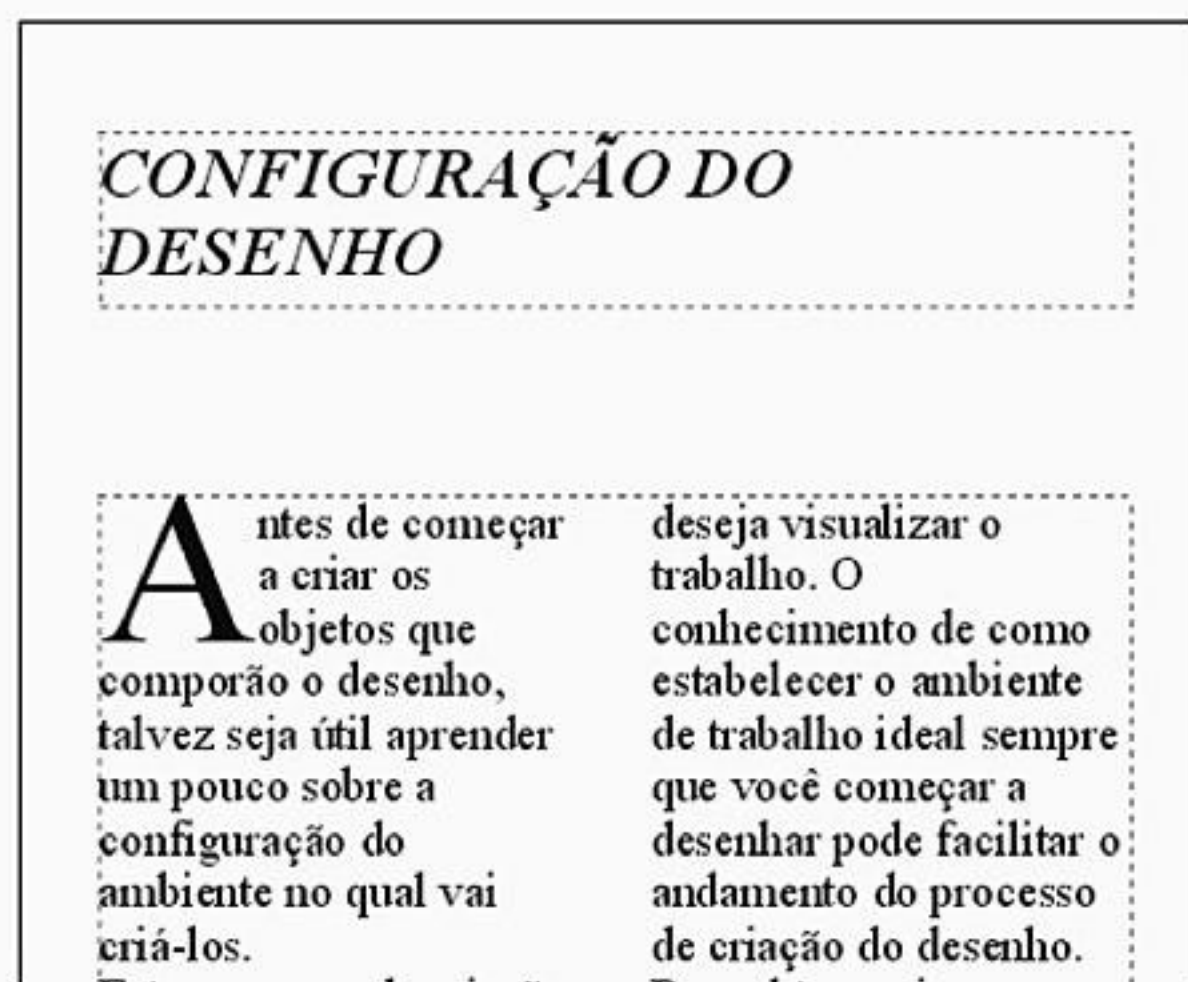 CONFIGURAÇÃO DO
DESENHO
Antes de começar
a criar os
objetos que
comporão o desenho,
talvez seja útil aprender
um pouco sobre a
configuração do
ambiente no qual vai
criá-los.
deseja visualizar o
trabalho. O
conhecimento de como
estabelecer o ambiente
de trabalho ideal sempre
que você começar a
desenhar pode facilitar o
andamento do processo
de criação do desenho.